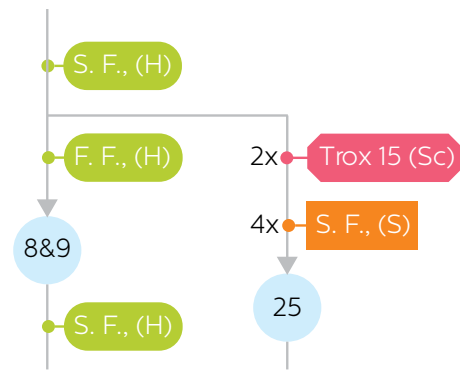 S. F., (H)
F. F., (H)
2x Trox 15 (Sc)
4x S. F., (S)
8&9
25
S. F., (H)